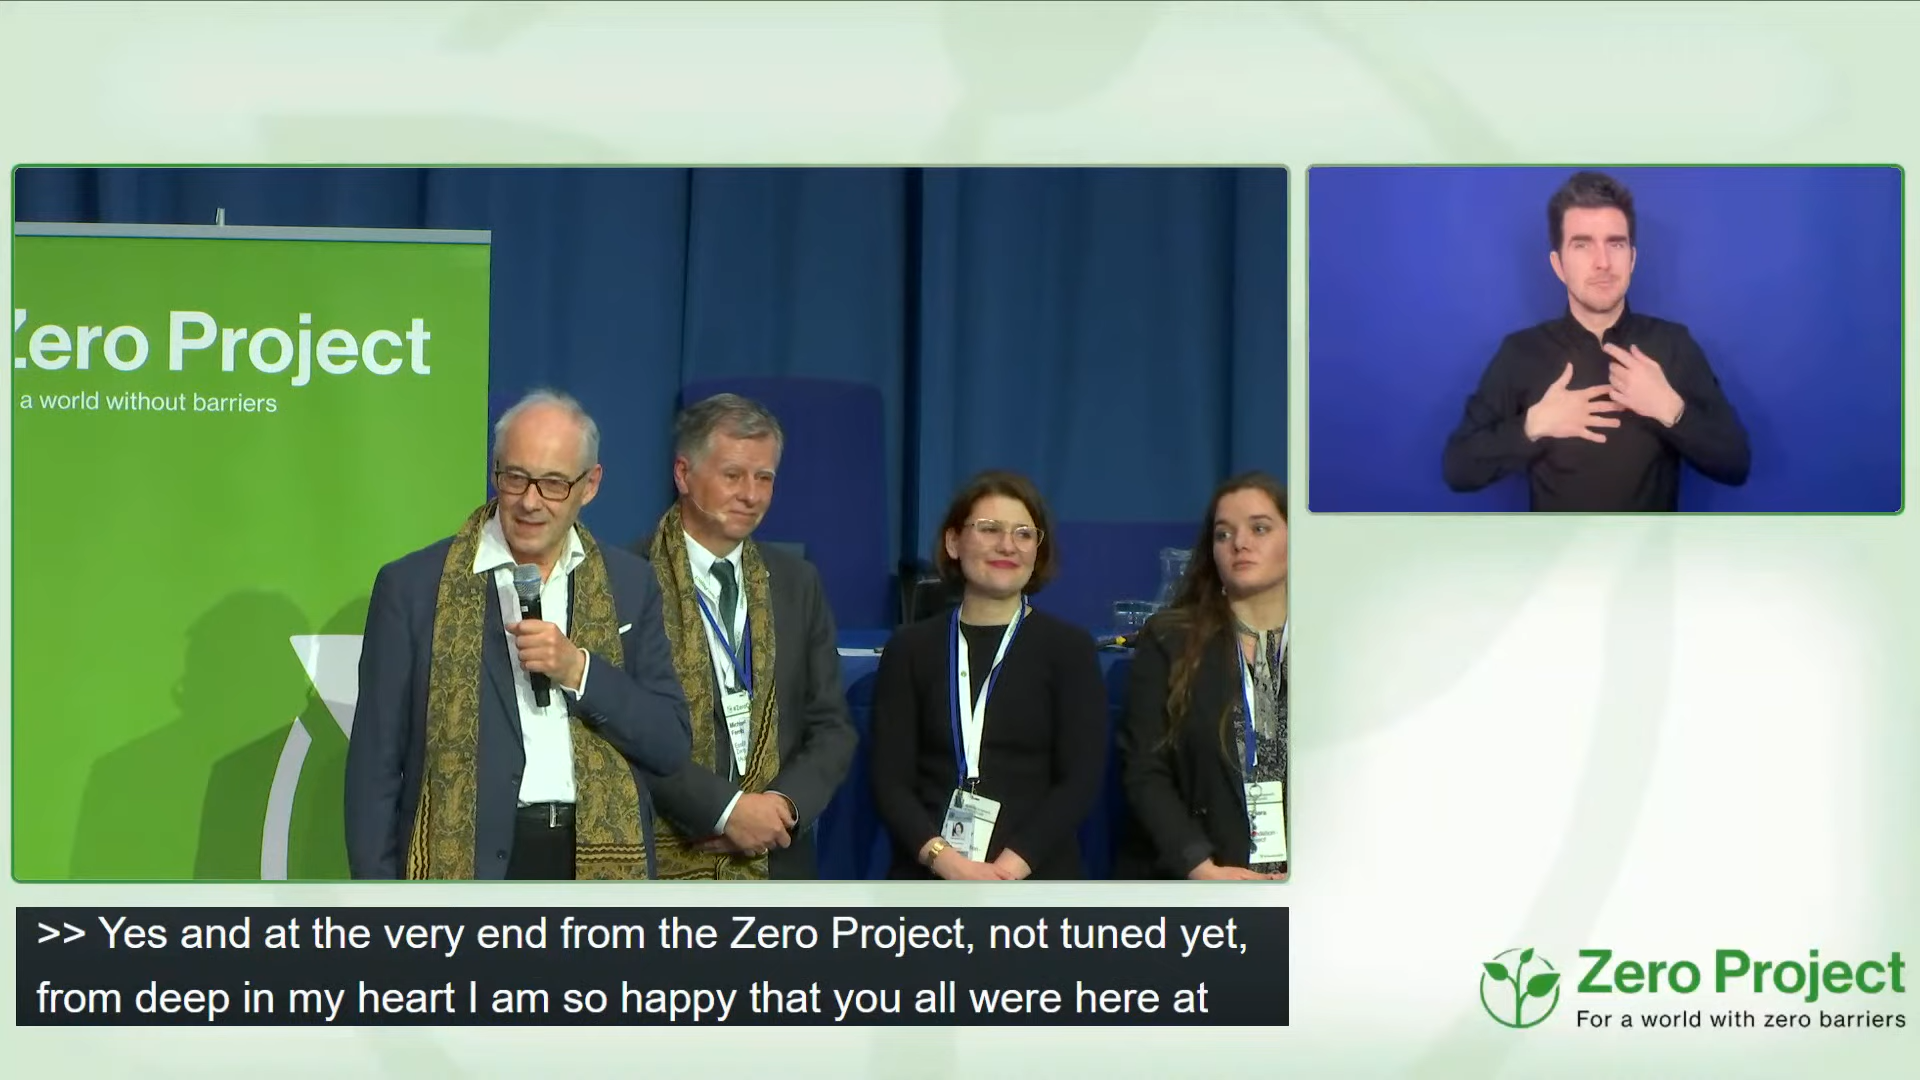 Zero Project
a world without barriers
>> Yes and at the very end from the Zero Project, not tuned yet,
from deep in my heart I am so happy that you all were here at
Zero Project
For a world with zero barriers